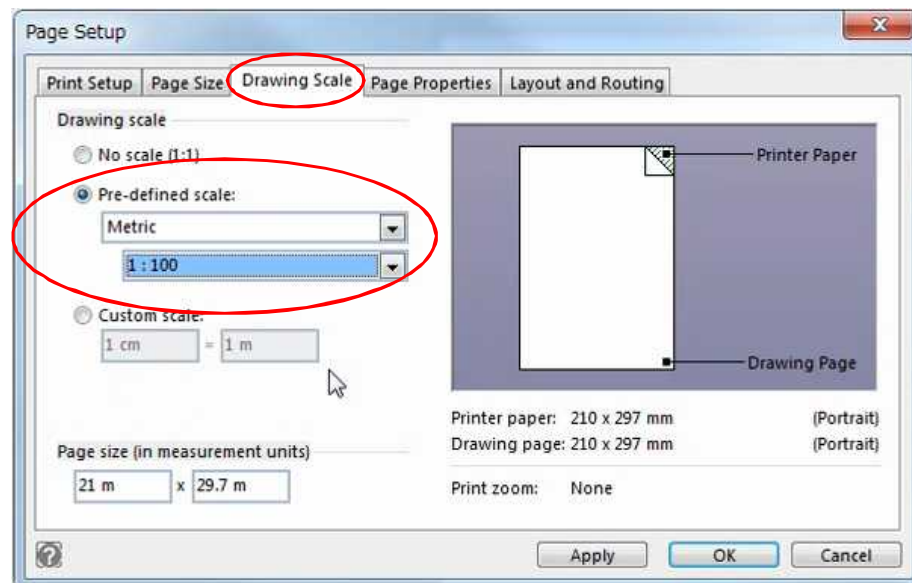 Page Setup
Print Setup Page Size Drawing Scale Page Properties Layout and Routing
Drawing scale
No scale (1:1)
Pre-defined scale:
Metric
1 : 100
Custom scale:
1 cm = 1 m
Page size (in measurement units)
21 m x 29.7 m
Printer Paper
Drawing Page
Printer paper: 210 x 297 mm (Portrait)
Drawing page: 210 x 297 mm (Portrait)
Print zoom: None
Apply OK Cancel